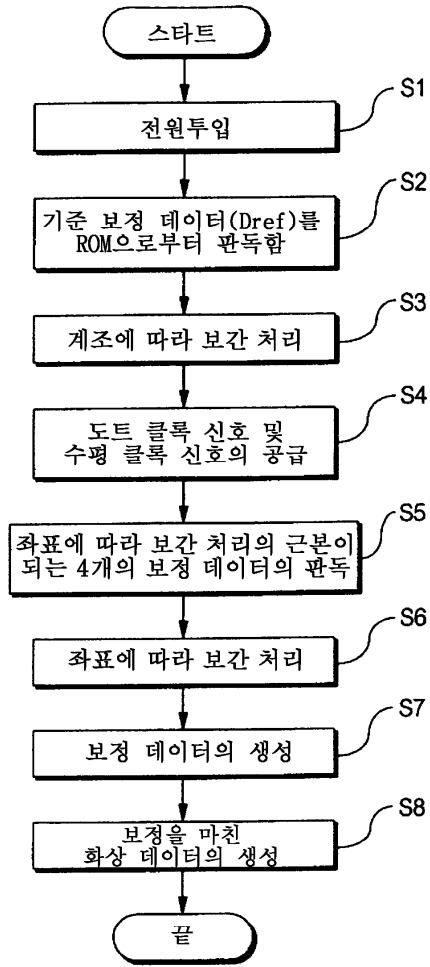 스타트
S1
전원투입
S2
기준 보정 데이터(Dref)를
ROM으로부터 판독함
S3
계조에 따라 보간 처리
S4
도트 클록 신호 및
수평 클록 신호의 공급
S5
좌표에 따라 보간 처리의 근본이
되는 4개의 보정 데이터의 판독
S6
좌표에 따라 보간 처리
S7
보정 데이터의 생성
S8
보정을 마친
화상 데이터의 생성
끝